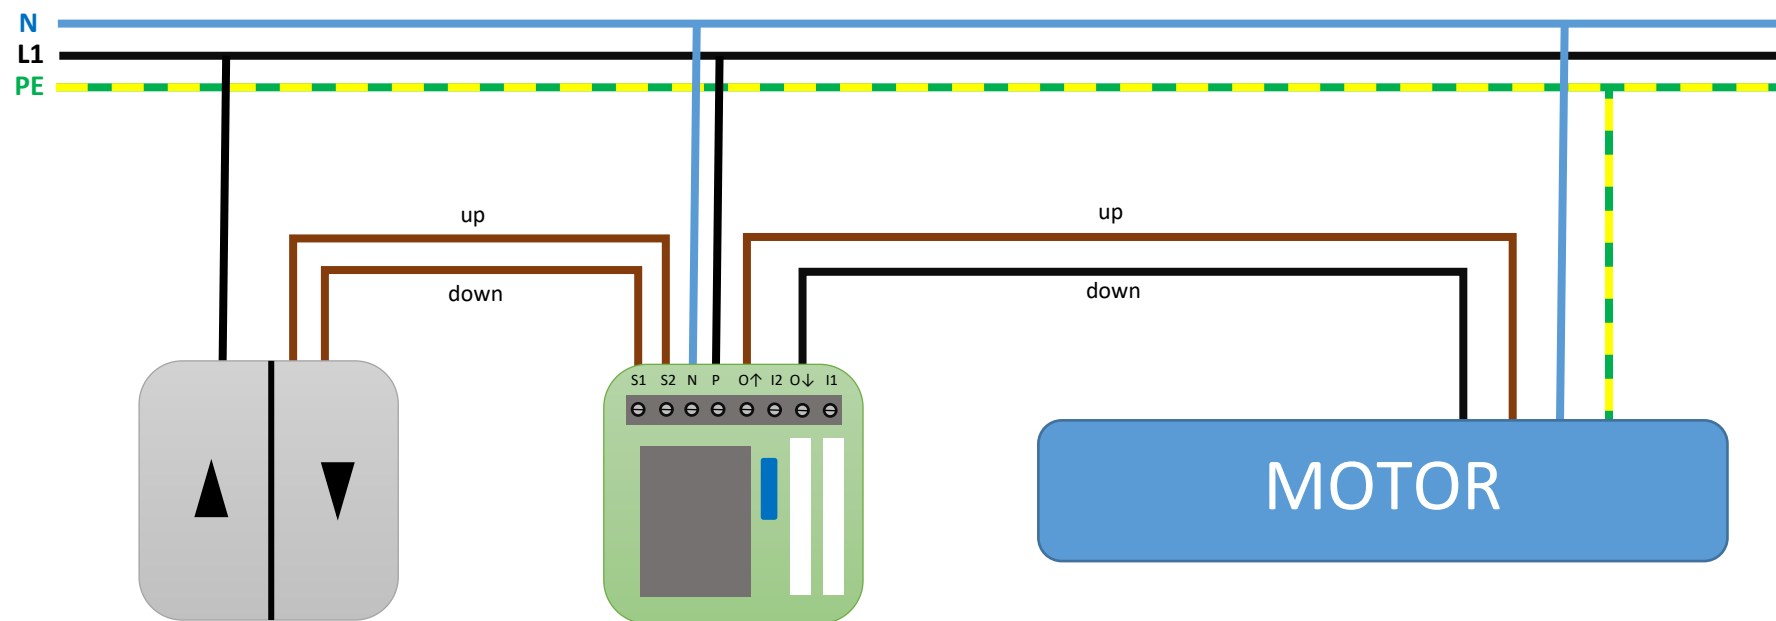 N
L1
PE
up
up
down
down
S1 S2 N P O↑ I2 O↓ I1
MOTOR